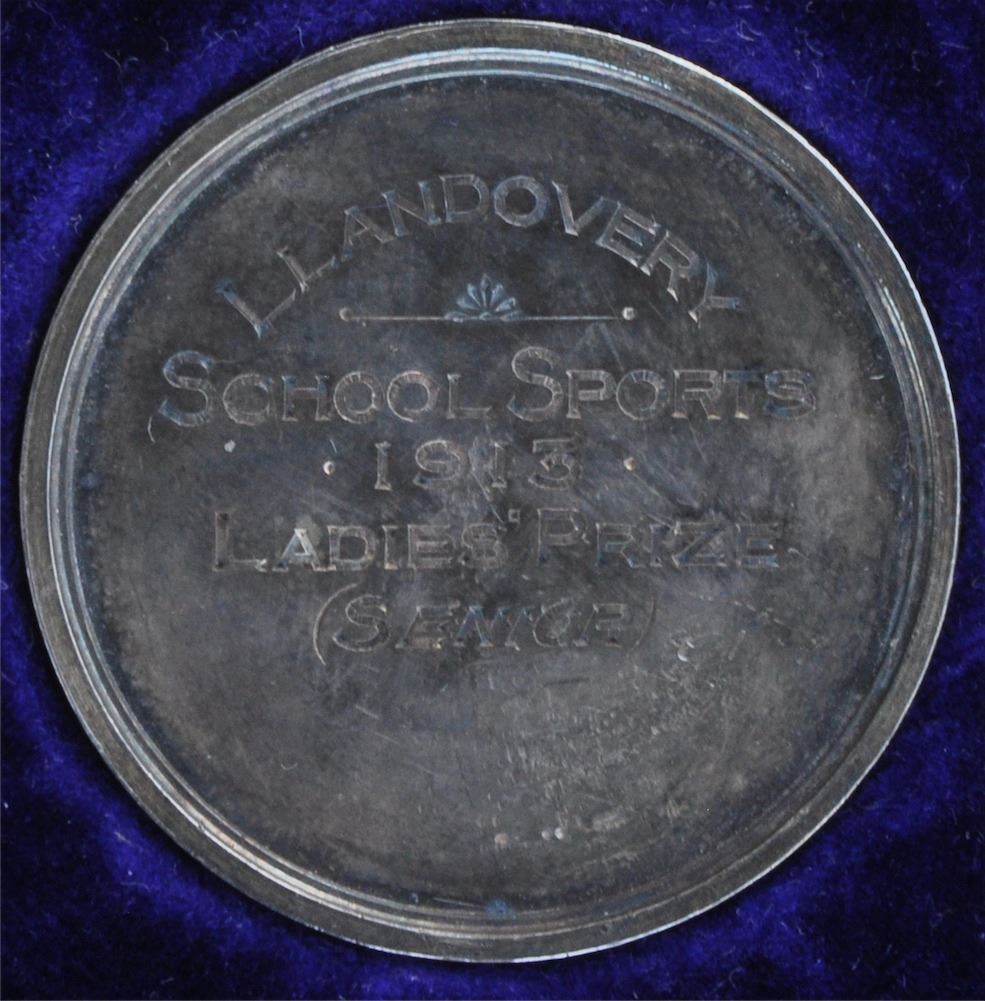 LLANDOVERY
SCHOOL SPORTS
· 1913 ·
LADIES' PRIZE
(SENIOR)